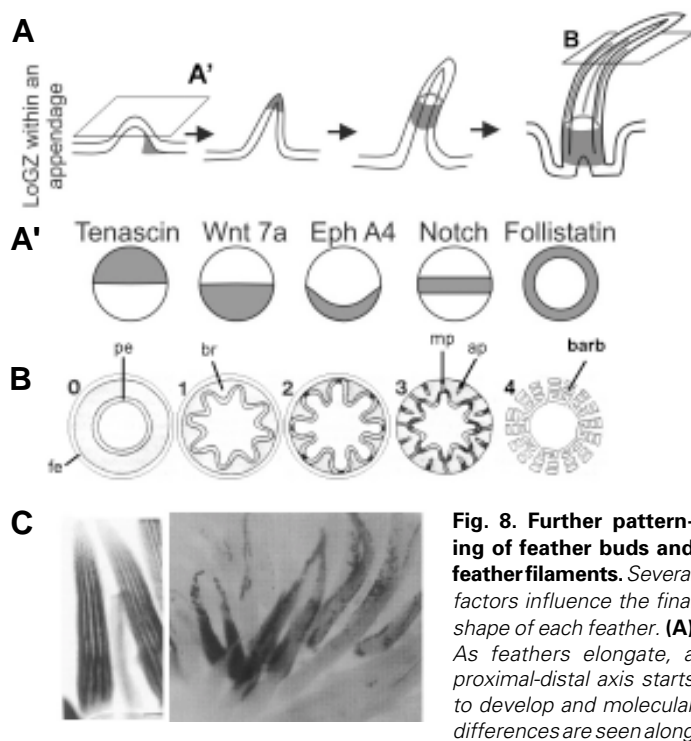 A
LoGZ within an
appendage
A'
B
A'
Tenascin Wnt 7a Eph A4 Notch Follistatin
B
0 pe fe
1 br
2
3 mp ap
4 barb
C
Fig. 8. Further pattern-
ing of feather buds and
feather filaments. Several
factors influence the final
shape of each feather. (A)
As feathers elongate, a
proximal-distal axis starts
to develop and molecular
differences are seen along